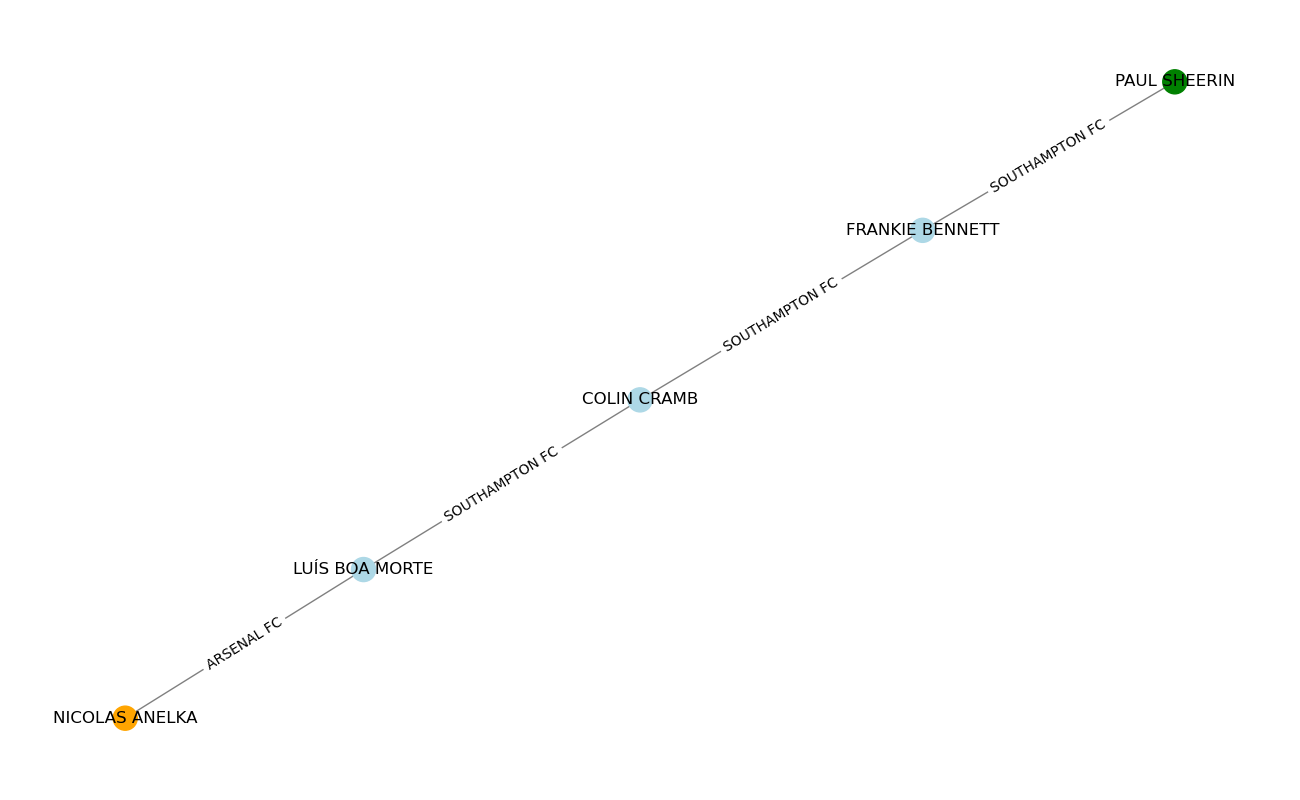 PAUL SHEERIN
SOUTHAMPTON FC
FRANKIE BENNETT
SOUTHAMPTON FC
COLIN CRAMB
SOUTHAMPTON FC
LUÍS BOA MORTE
ARSENAL FC
NICOLAS ANELKA